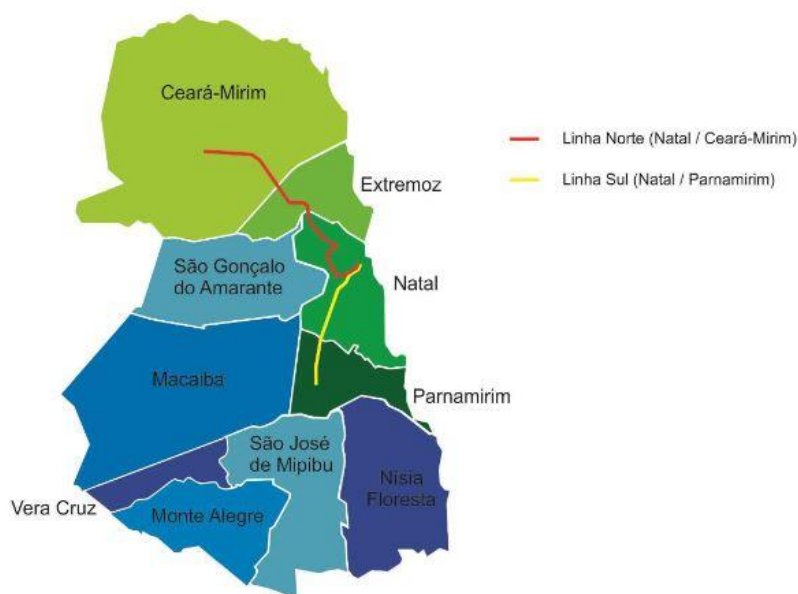 Ceará-Mirim
Linha Norte (Natal / Ceará-Mirim)
Linha Sul (Natal / Parnamirim)
Extremoz
São Gonçalo
do Amarante
Natal
Macaiba
Parnamirim
São José
de Mipibu
Nísia
Floresta
Vera Cruz
Monte Alegre